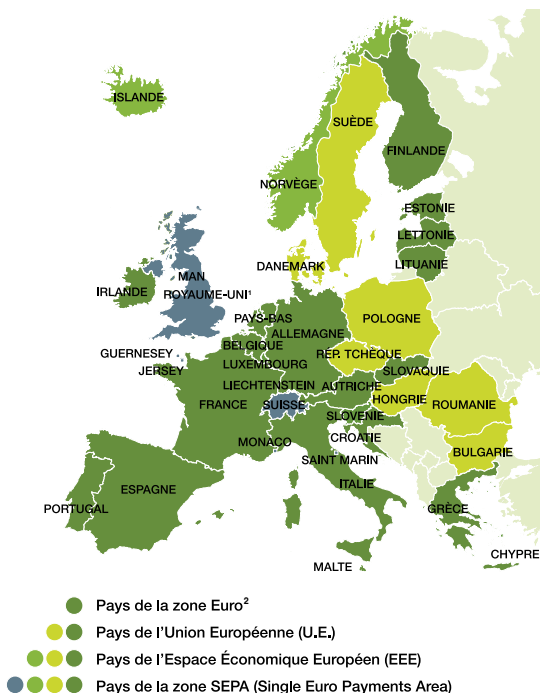 ISLANDE
SUÈDE
FINLANDE
NORVÈGE
ESTONIE
LETTONIE
LITUANIE
DANEMARK
MAN
IRLANDE
ROYAUME-UNI¹
PAYS-BAS
POLOGNE
ALLEMAGNE
BELGIQUE
RÉP. TCHÈQUE
GUERNESEY
JERSEY
LUXEMBOURG
SLOVAQUIE
LIECHTENSTEIN
AUTRICHE
FRANCE
SUISSE
HONGRIE
ROUMANIE
SLOVENIE
MONACO
CROATIE
BULGARIE
SAINT MARIN
ITALIE
ESPAGNE
PORTUGAL
GRÈCE
CHYPRE
MALTE
Pays de la zone Euro²
Pays de l'Union Européenne (U.E.)
Pays de l'Espace Économique Européen (EEE)
Pays de la zone SEPA (Single Euro Payments Area)